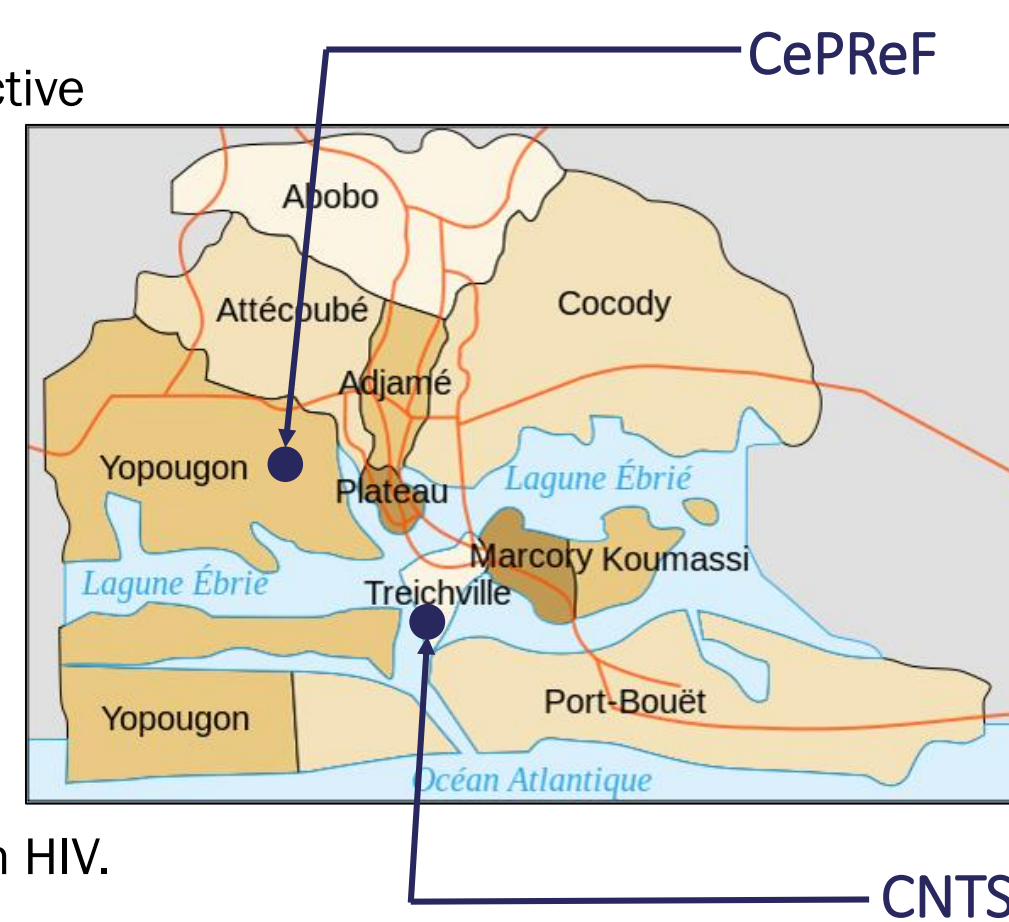 CePReF
ctive
Abobo
Attécoubé
Cocody
Adjamé
Yopougon
Plateau
Lagune Ébrié
Marcory
Koumassi
Lagune Ébrié
Treichville
Port-Bouët
Yopougon
Océan Atlantique
n HIV.
CNTS